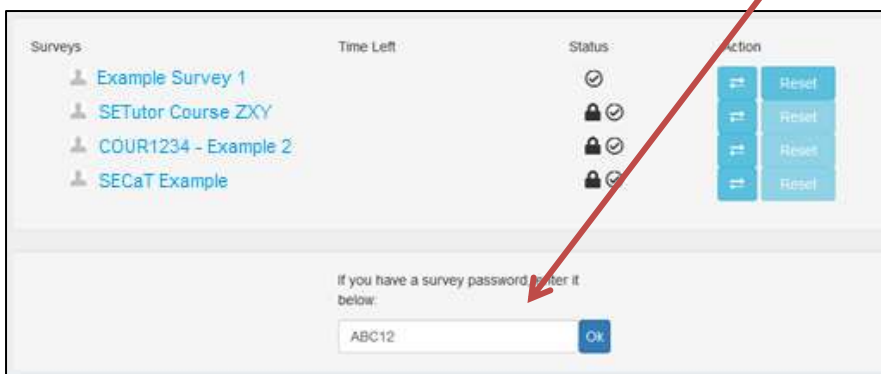 Surveys Time Left Status Action
Example Survey 1 Reset
SETutor Course ZXY Reset
COUR1234 - Example 2 Reset
SECaT Example Reset
If you have a survey password, enter it
below:
ABC12 Ok